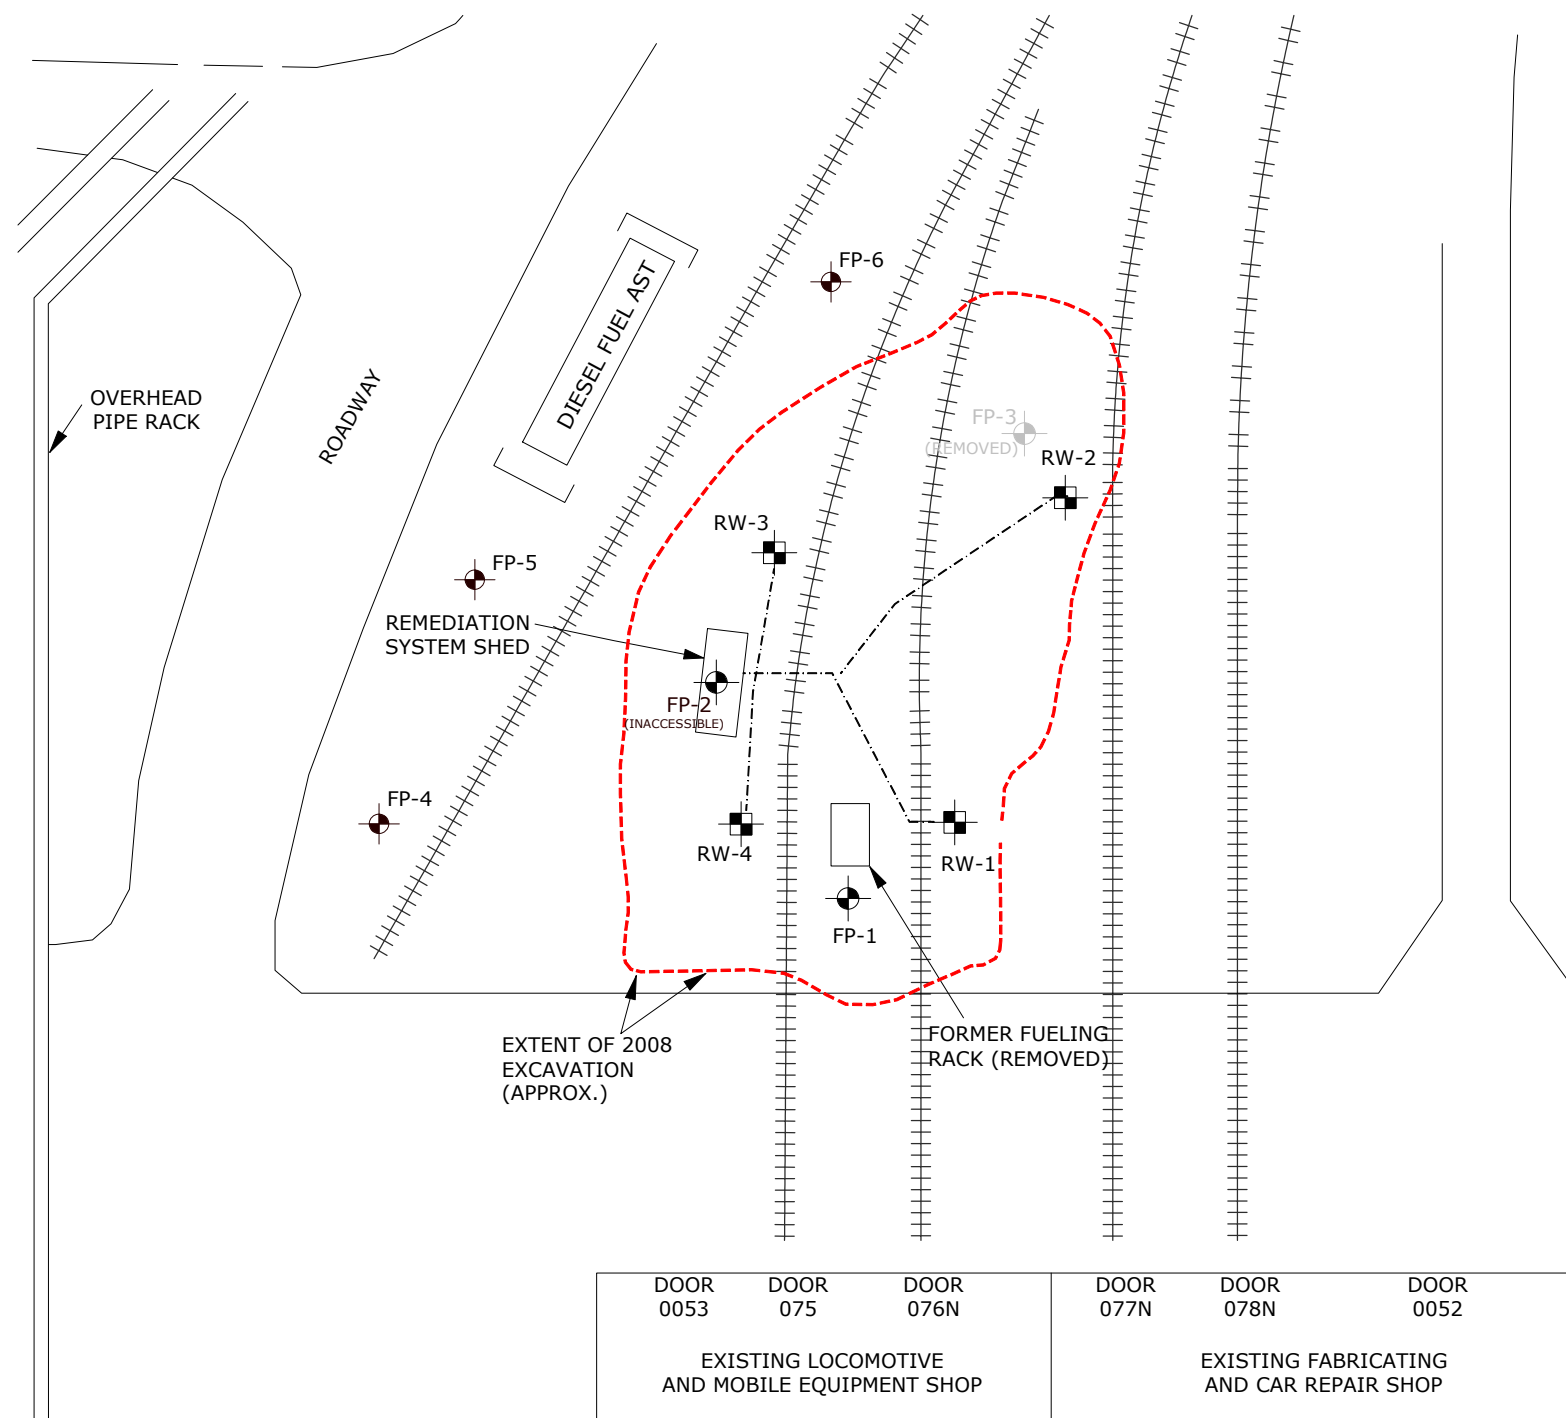 FP-6
DIESEL FUEL AST
OVERHEAD
PIPE RACK
ROADWAY
FP-3
(REMOVED)
RW-2
RW-3
FP-5
REMEDIATION
SYSTEM SHED
FP-2
(INACCESSIBLE)
FP-4
RW-4
RW-1
FP-1
EXTENT OF 2008
EXCAVATION
(APPROX.)
FORMER FUELING
RACK (REMOVED)
DOOR
0053
DOOR
075
DOOR
076N
DOOR
077N
DOOR
078N
DOOR
0052
EXISTING LOCOMOTIVE
AND MOBILE EQUIPMENT SHOP
EXISTING FABRICATING
AND CAR REPAIR SHOP